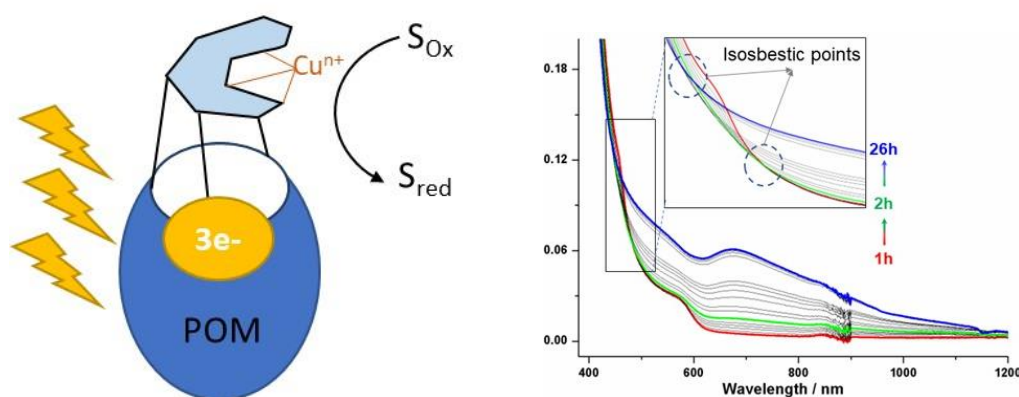 S_Ox
Cu^n+
S_red
3e-
POM
Isosbestic points
0.18
0.12
0.06
0.00
26h
2h
1h
400
600
800
1000
1200
Wavelength / nm